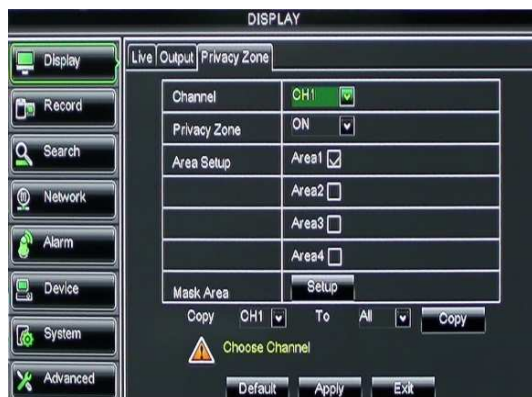 DISPLAY
Display
Record
Search
Network
Alarm
Device
System
Advanced
Live Output Privacy Zone
Channel CH1
Privacy Zone ON
Area Setup Area1
Area2
Area3
Area4
Mask Area Setup
Copy CH1 To All Copy
Choose Channel
Default Apply Exit